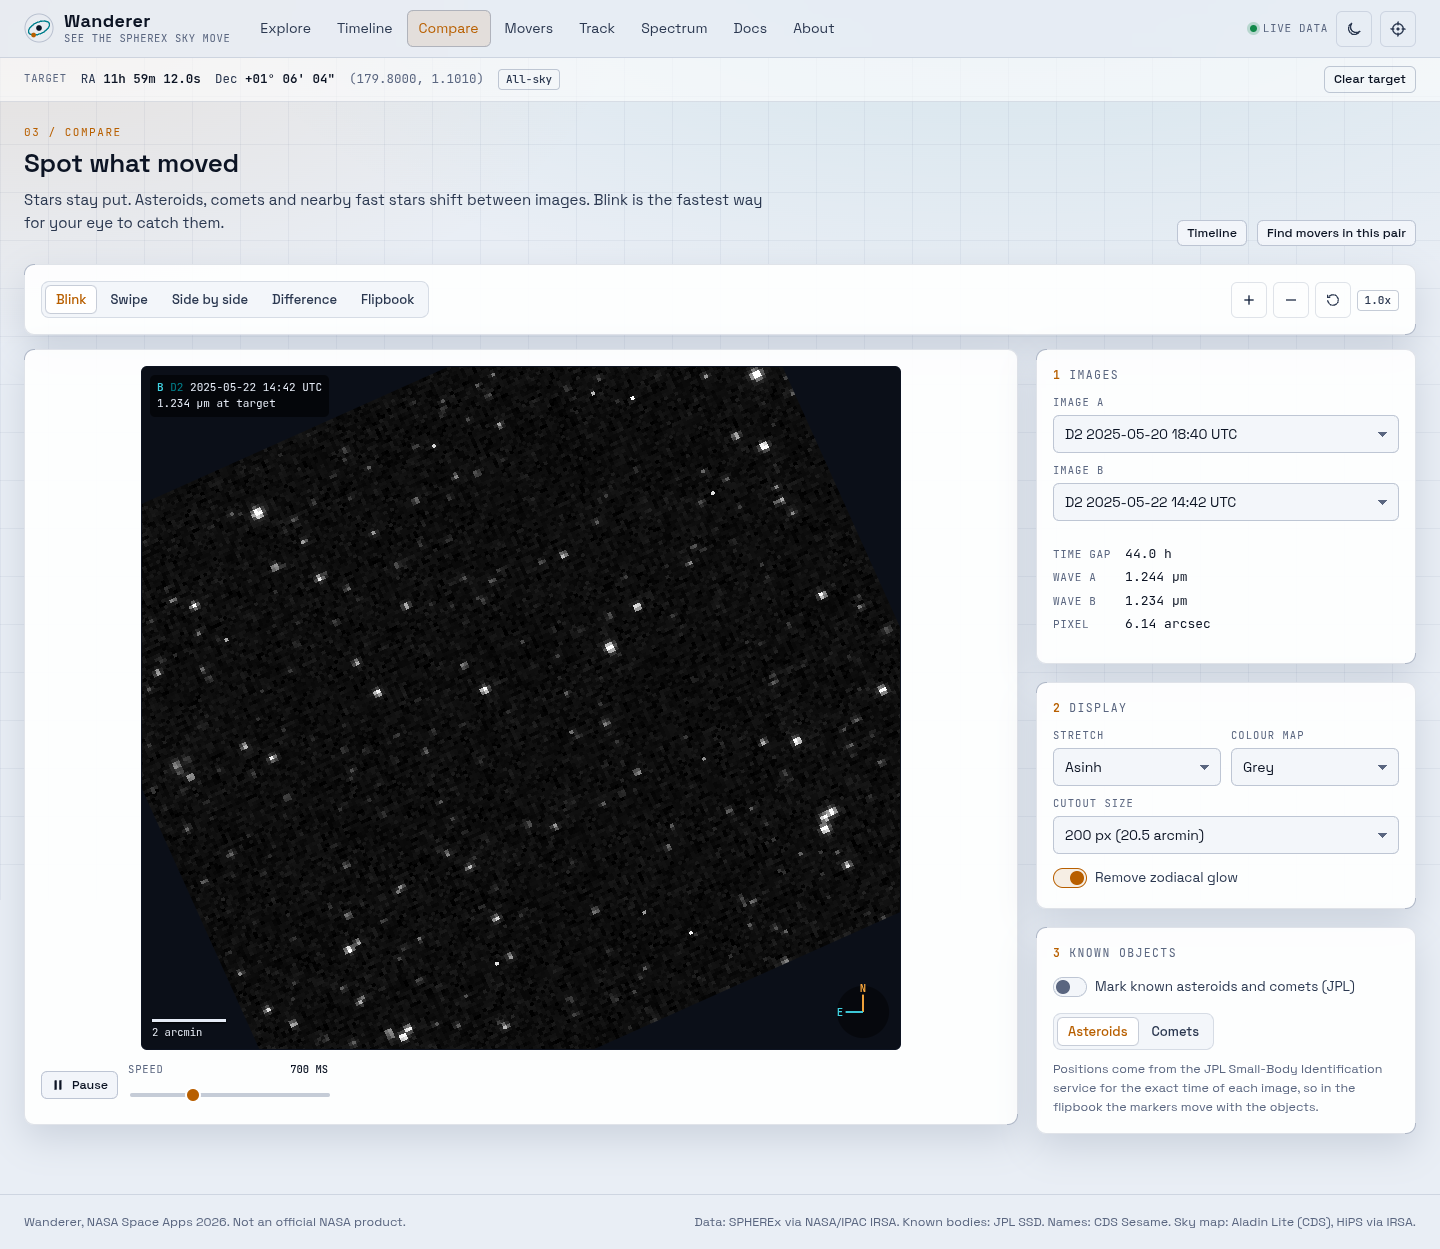 Wanderer
SEE THE SPHEREX SKY MOVE
Explore
Timeline
Compare
Movers
Track
Spectrum
Docs
About
LIVE DATA
TARGET RA 11h 59m 12.0s Dec +01° 06' 04" (179.8000, 1.1010) All-sky
Clear target
03 / COMPARE
Spot what moved
Stars stay put. Asteroids, comets and nearby fast stars shift between images. Blink is the fastest way
for your eye to catch them.
Timeline
Find movers in this pair
Blink
Swipe
Side by side
Difference
Flipbook
1.0x
B D2 2025-05-22 14:42 UTC
1.234 µm at target
N
E
2 arcmin
Pause
SPEED 700 MS
1 IMAGES
IMAGE A
D2 2025-05-20 18:40 UTC
IMAGE B
D2 2025-05-22 14:42 UTC
TIME GAP 44.0 h
WAVE A 1.244 µm
WAVE B 1.234 µm
PIXEL 6.14 arcsec
2 DISPLAY
STRETCH
Asinh
COLOUR MAP
Grey
CUTOUT SIZE
200 px (20.5 arcmin)
Remove zodiacal glow
3 KNOWN OBJECTS
Mark known asteroids and comets (JPL)
Asteroids
Comets
Positions come from the JPL Small-Body Identification
service for the exact time of each image, so in the
flipbook the markers move with the objects.
Wanderer, NASA Space Apps 2026. Not an official NASA product.
Data: SPHEREx via NASA/IPAC IRSA. Known bodies: JPL SSD. Names: CDS Sesame. Sky map: Aladin Lite (CDS), HiPS via IRSA.